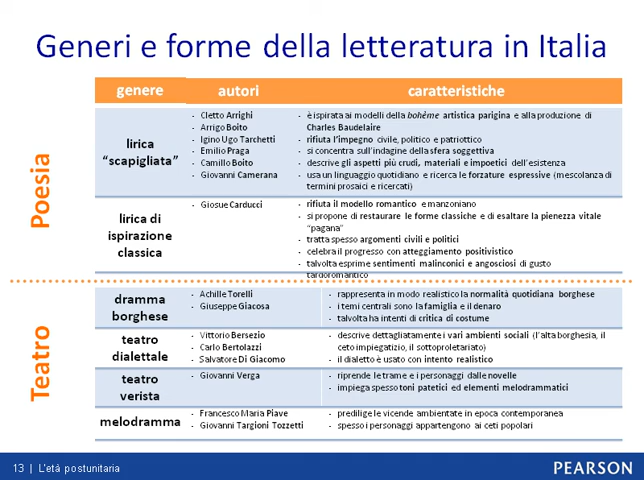 Generi e forme della letteratura in Italia
genere autori caratteristiche
Poesia
lirica
"scapigliata"
- Cletto Arrighi
- Arrigo Boito
- Igino Ugo Tarchetti
- Emilio Praga
- Camillo Boito
- Giovanni Camerana
- è ispirata ai modelli della bohème artistica parigina e alla produzione di
Charles Baudelaire
- rifiuta l'impegno civile, politico e patriottico
- si concentra sull'indagine della sfera soggettiva
- descrive gli aspetti più crudi, materiali e impoetici dell'esistenza
- usa un linguaggio quotidiano e ricerca le forzature espressive (mescolanza di
termini prosaici e ricercati)
lirica di
ispirazione
classica
- Giosue Carducci
- rifiuta il modello romantico e manzoniano
- si propone di restaurare le forme classiche e di esaltare la pienezza vitale
"pagana"
- tratta spesso argomenti civili e politici
- celebra il progresso con atteggiamento positivistico
- talvolta esprime sentimenti malinconici e angosciosi di gusto
tardoromantico
Teatro
dramma
borghese
- Achille Torelli
- Giuseppe Giacosa
- rappresenta in modo realistico la normalità quotidiana borghese
- i temi centrali sono la famiglia e il denaro
- talvolta ha intenti di critica di costume
teatro
dialettale
- Vittorio Bersezio
- Carlo Bertolazzi
- Salvatore Di Giacomo
- descrive dettagliatamente i vari ambienti sociali (l'alta borghesia, il
ceto impiegatizio, il sottoproletariato)
- il dialetto è usato con intento realistico
teatro
verista
- Giovanni Verga
- riprende le trame e i personaggi dalle novelle
- impiega spesso toni patetici ed elementi melodrammatici
melodramma
- Francesco Maria Piave
- Giovanni Targioni Tozzetti
- predilige le vicende ambientate in epoca contemporanea
- spesso i personaggi appartengono ai ceti popolari
13 | L'età postunitaria
PEARSON